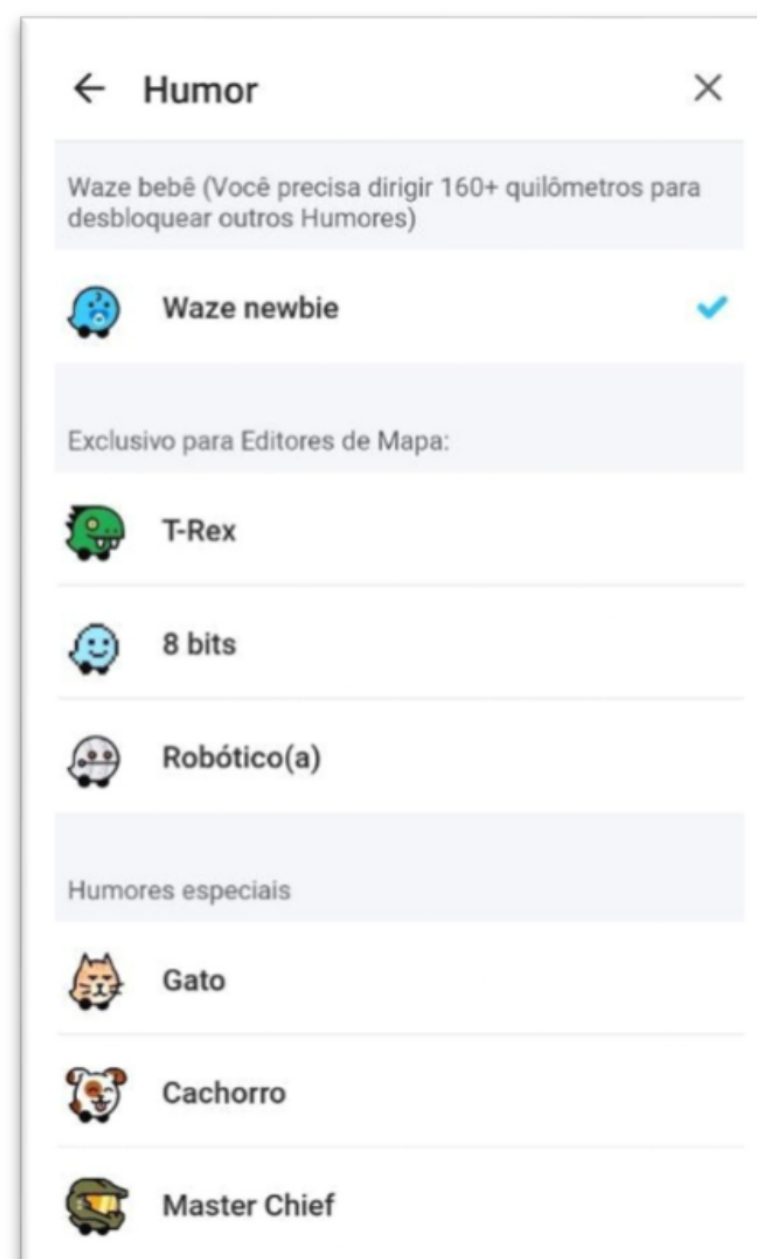 Humor
Waze bebê (Você precisa dirigir 160+ quilômetros para
desbloquear outros Humores)
Waze newbie
Exclusivo para Editores de Mapa:
T-Rex
8 bits
Robótico(a)
Humores especiais
Gato
Cachorro
Master Chief